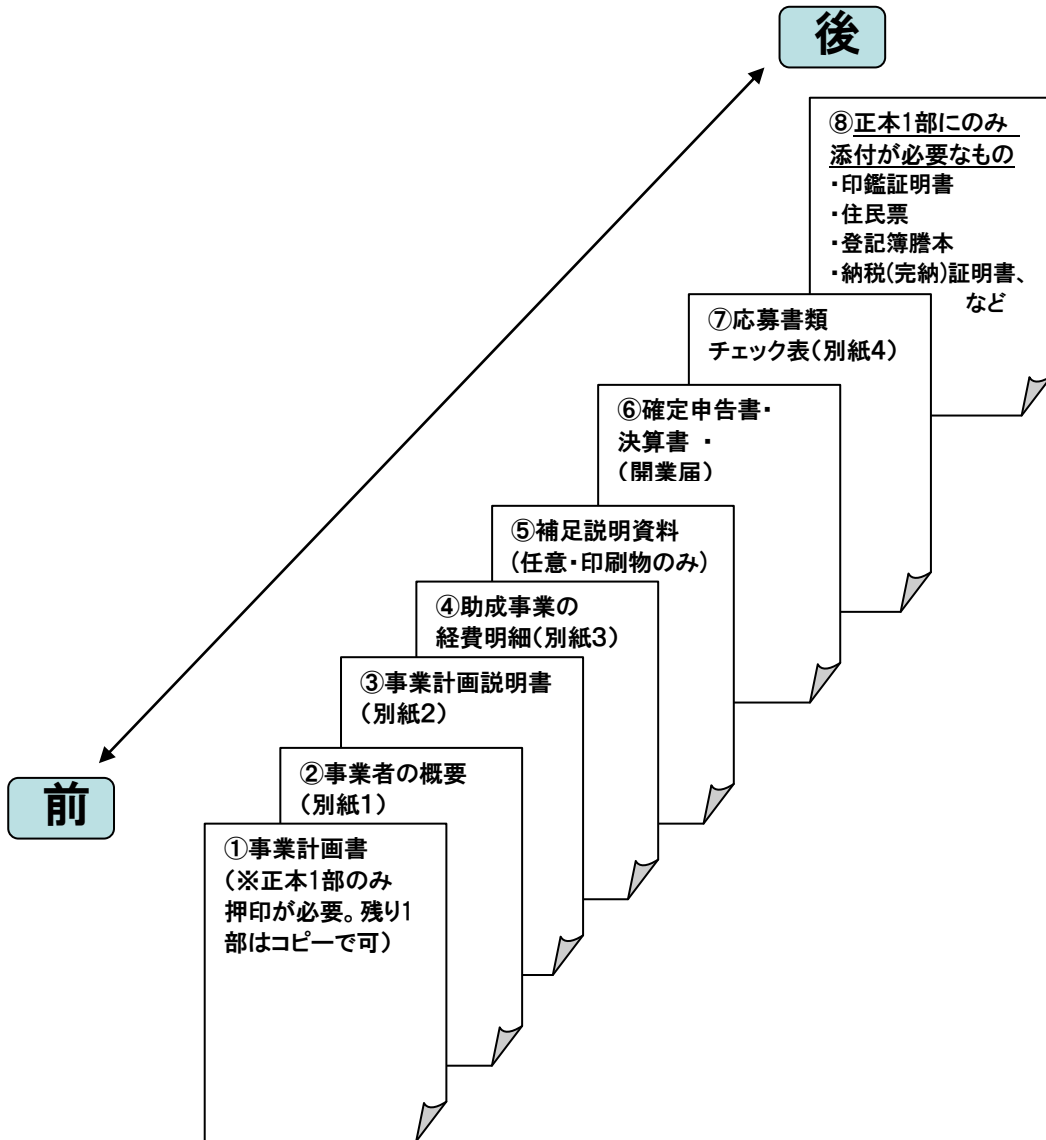 後
⑧正本1部にのみ
添付が必要なもの
・印鑑証明書
・住民票
・登記簿謄本
・納税(完納)証明書、
など
⑦応募書類
チェック表(別紙4)
⑥確定申告書・
決算書 ・
(開業届)
⑤補足説明資料
(任意・印刷物のみ)
④助成事業の
経費明細(別紙3)
③事業計画説明書
(別紙2)
②事業者の概要
(別紙1)
前
①事業計画書
(※正本1部のみ
押印が必要。残り1
部はコピーで可)